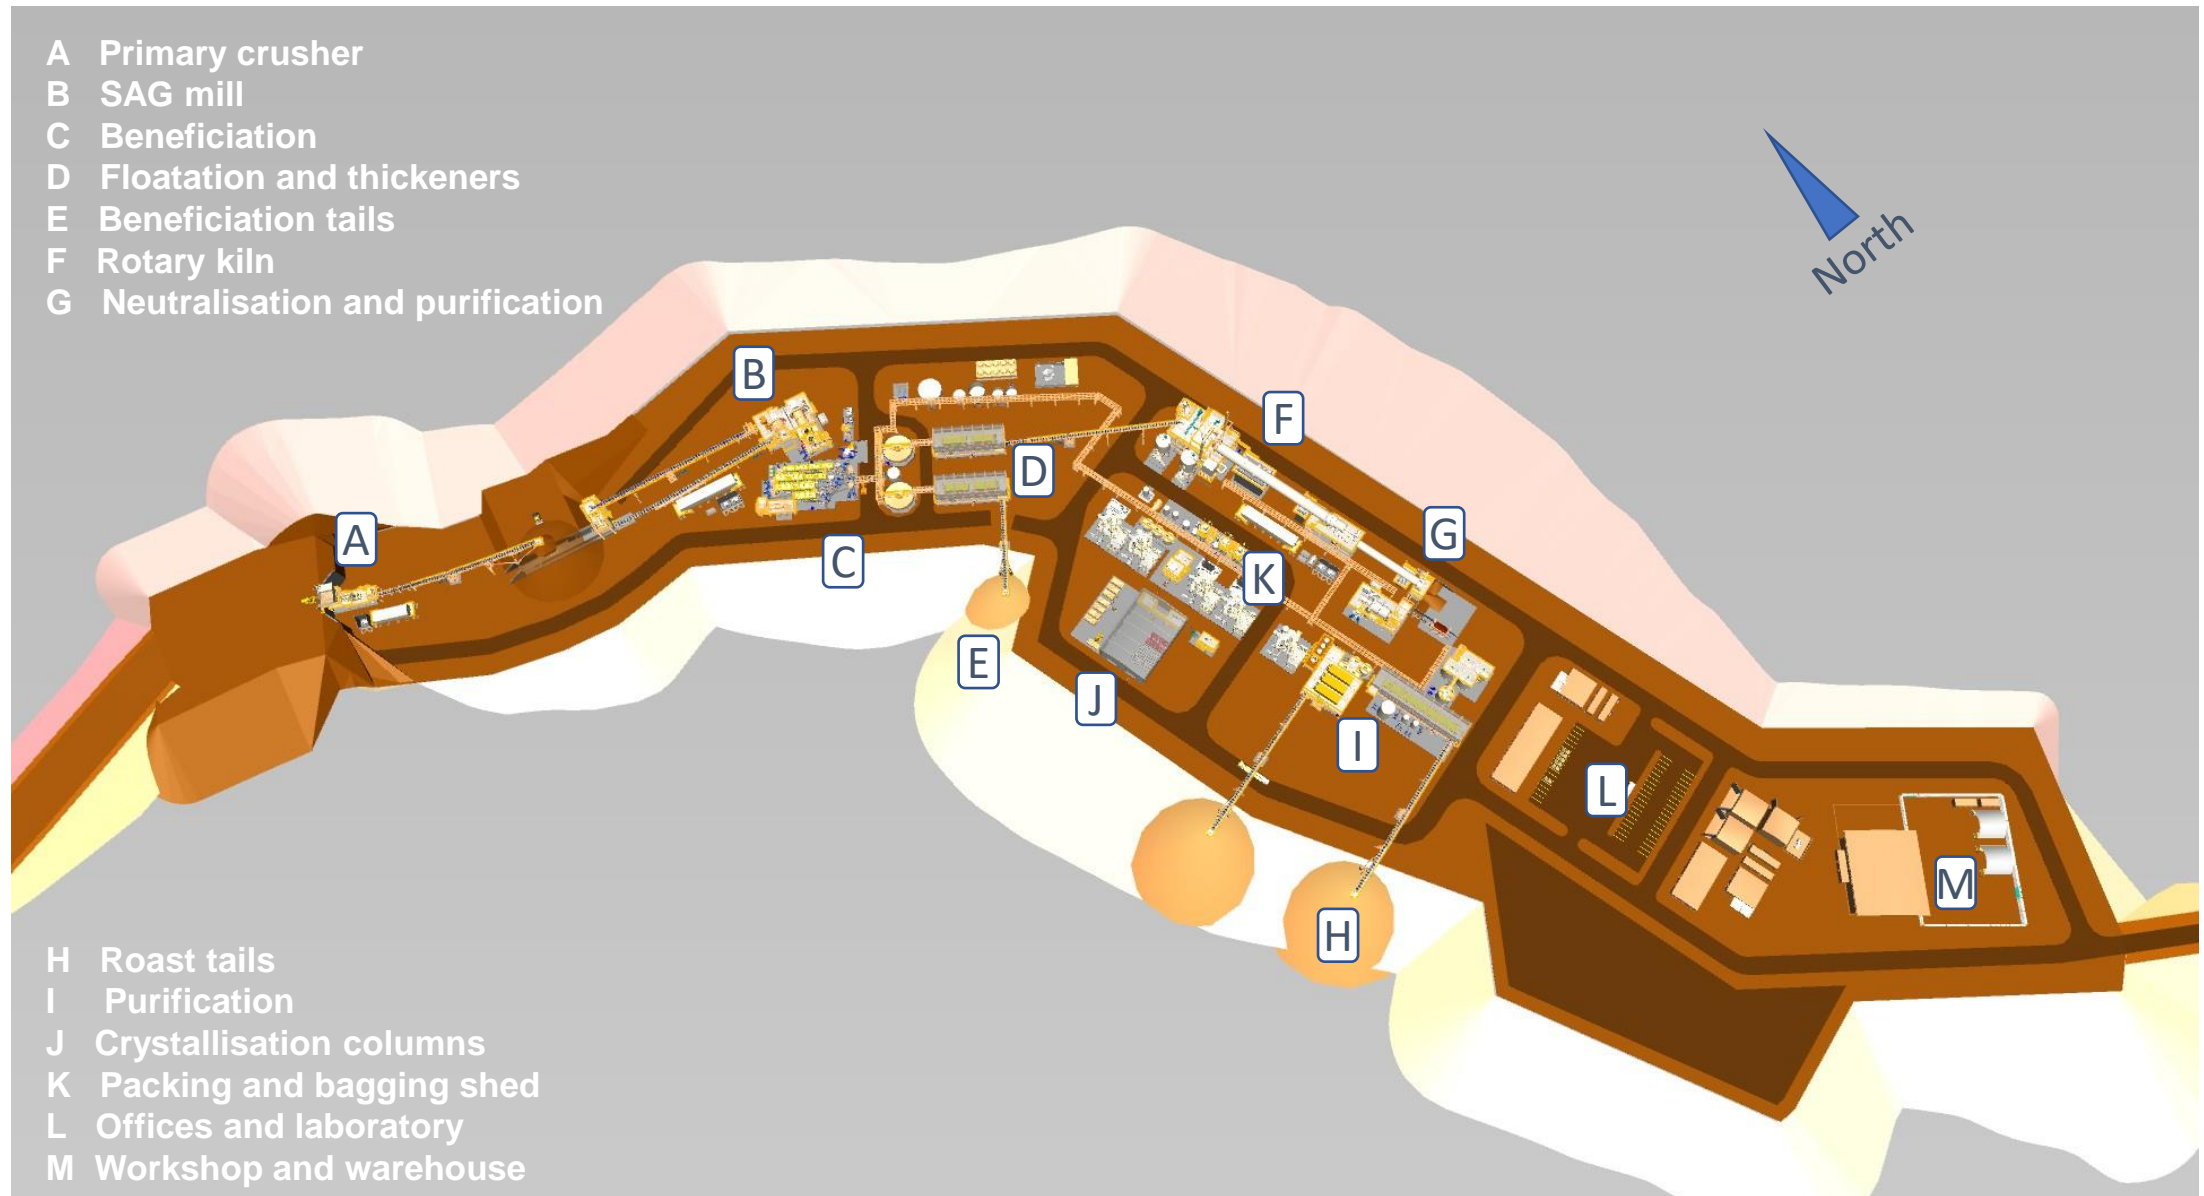 A Primary crusher
B SAG mill
C Beneficiation
D Floatation and thickeners
E Beneficiation tails
F Rotary kiln
G Neutralisation and purification
North
B
F
A
D
G
C
K
E
J
I
L
M
H
H Roast tails
I Purification
J Crystallisation columns
K Packing and bagging shed
L Offices and laboratory
M Workshop and warehouse